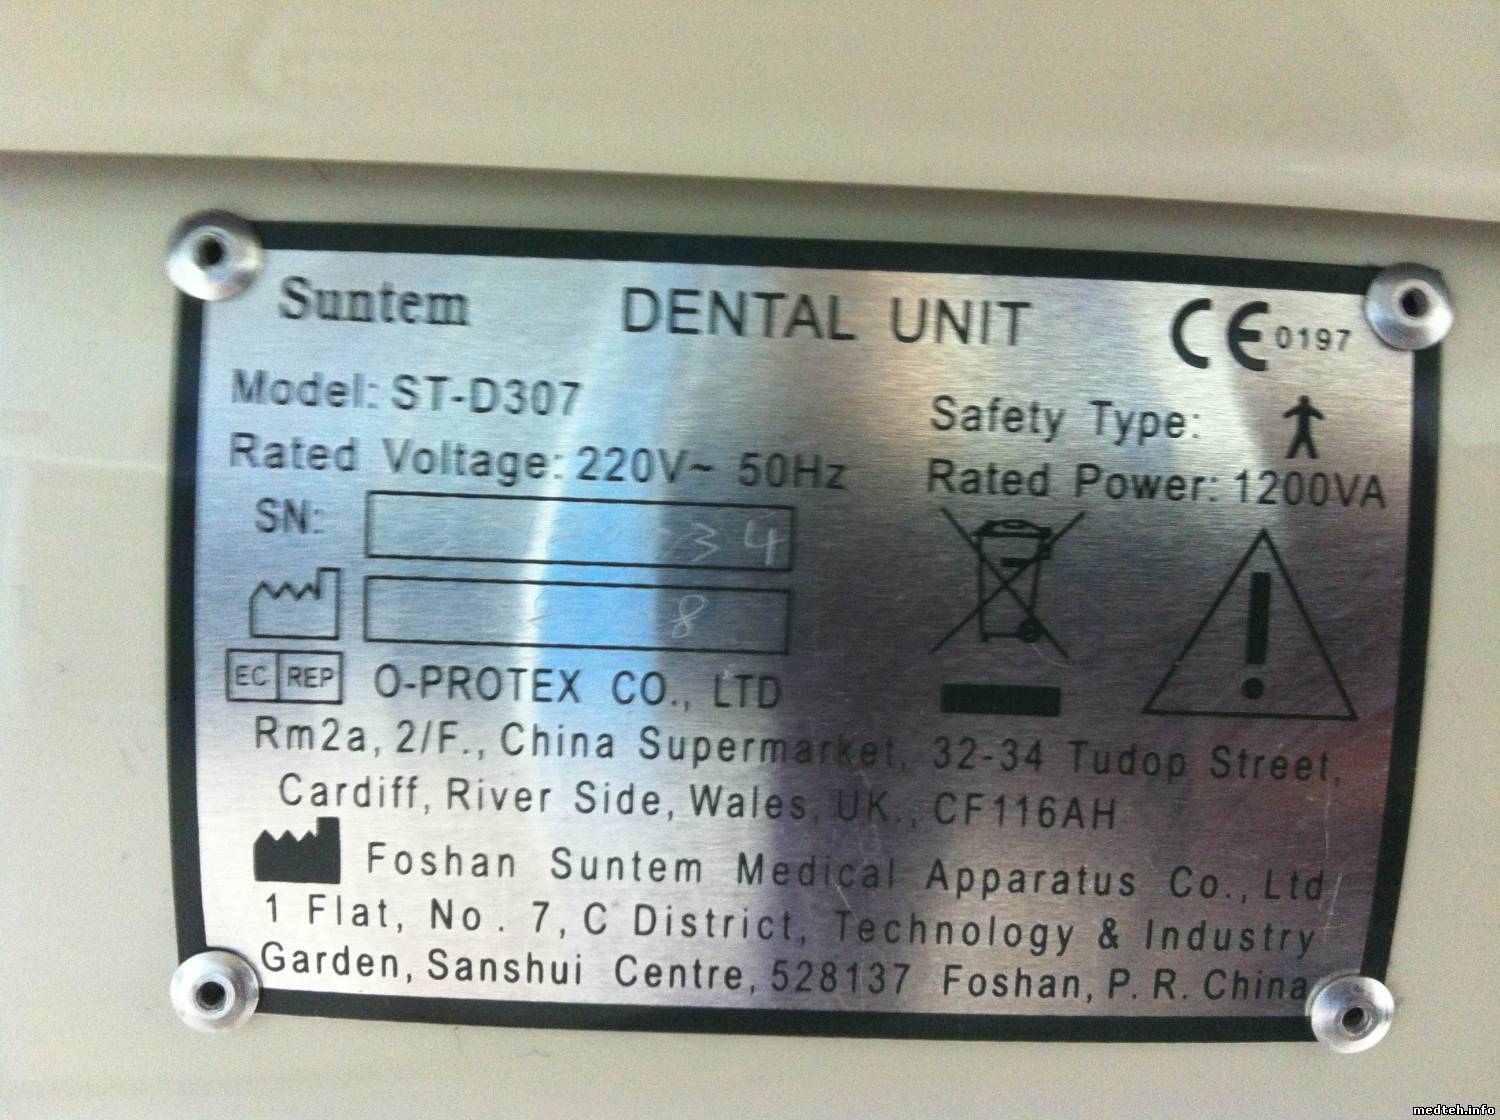 Suntem DENTAL UNIT CE 0197
Model: ST-D307
Safety Type:
Rated Voltage: 220V~ 50Hz Rated Power: 1200VA
SN: 34
8
EC REP O-PROTEX CO., LTD
Rm2a, 2/F., China Supermarket, 32-34 Tudop Street,
Cardiff, River Side, Wales, UK., CF116AH
Foshan Suntem Medical Apparatus Co., Ltd
1 Flat, No. 7, C District, Technology & Industry
Garden, Sanshui Centre, 528137 Foshan, P. R. China
medteh.info